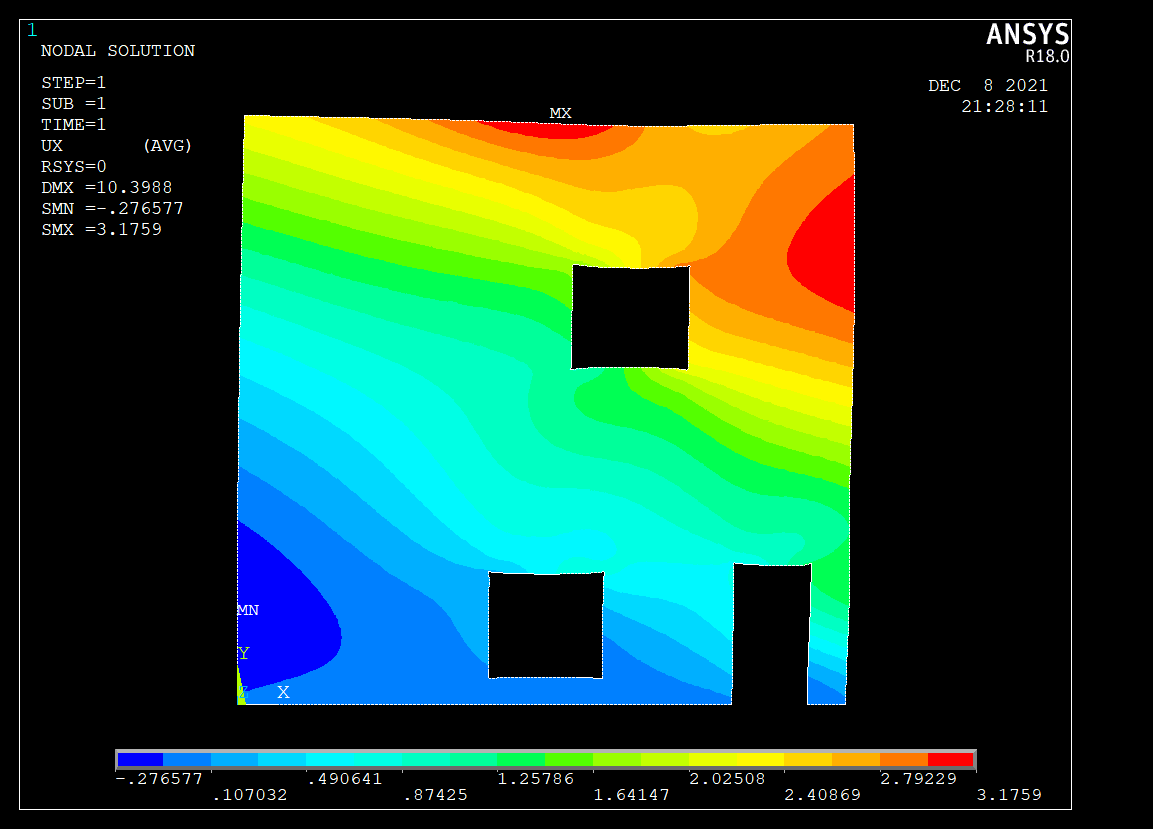 1
NODAL SOLUTION
STEP=1
SUB =1
TIME=1
UX (AVG)
RSYS=0
DMX =10.3988
SMN =-.276577
SMX =3.1759
ANSYS
R18.0
DEC 8 2021
21:28:11
MX
MN
Y
Z X
-.276577 .490641 1.25786 2.02508 2.79229
.107032 .87425 1.64147 2.40869 3.1759